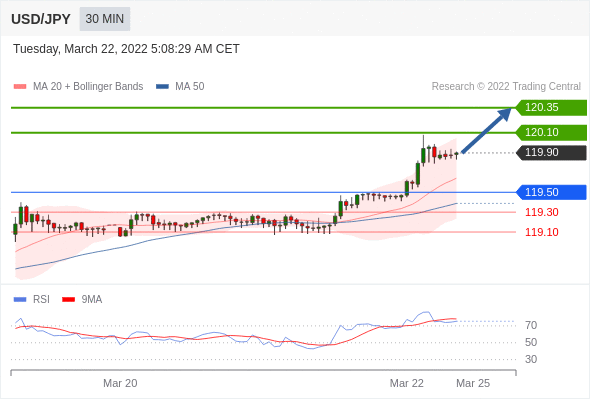 USD/JPY 30 MIN
Tuesday, March 22, 2022 5:08:29 AM CET
MA 20 + Bollinger Bands MA 50 Research © 2022 Trading Central
120.35
120.10
119.90
119.50
119.30
119.10
RSI 9MA
70
50
30
Mar 20 Mar 22 Mar 25